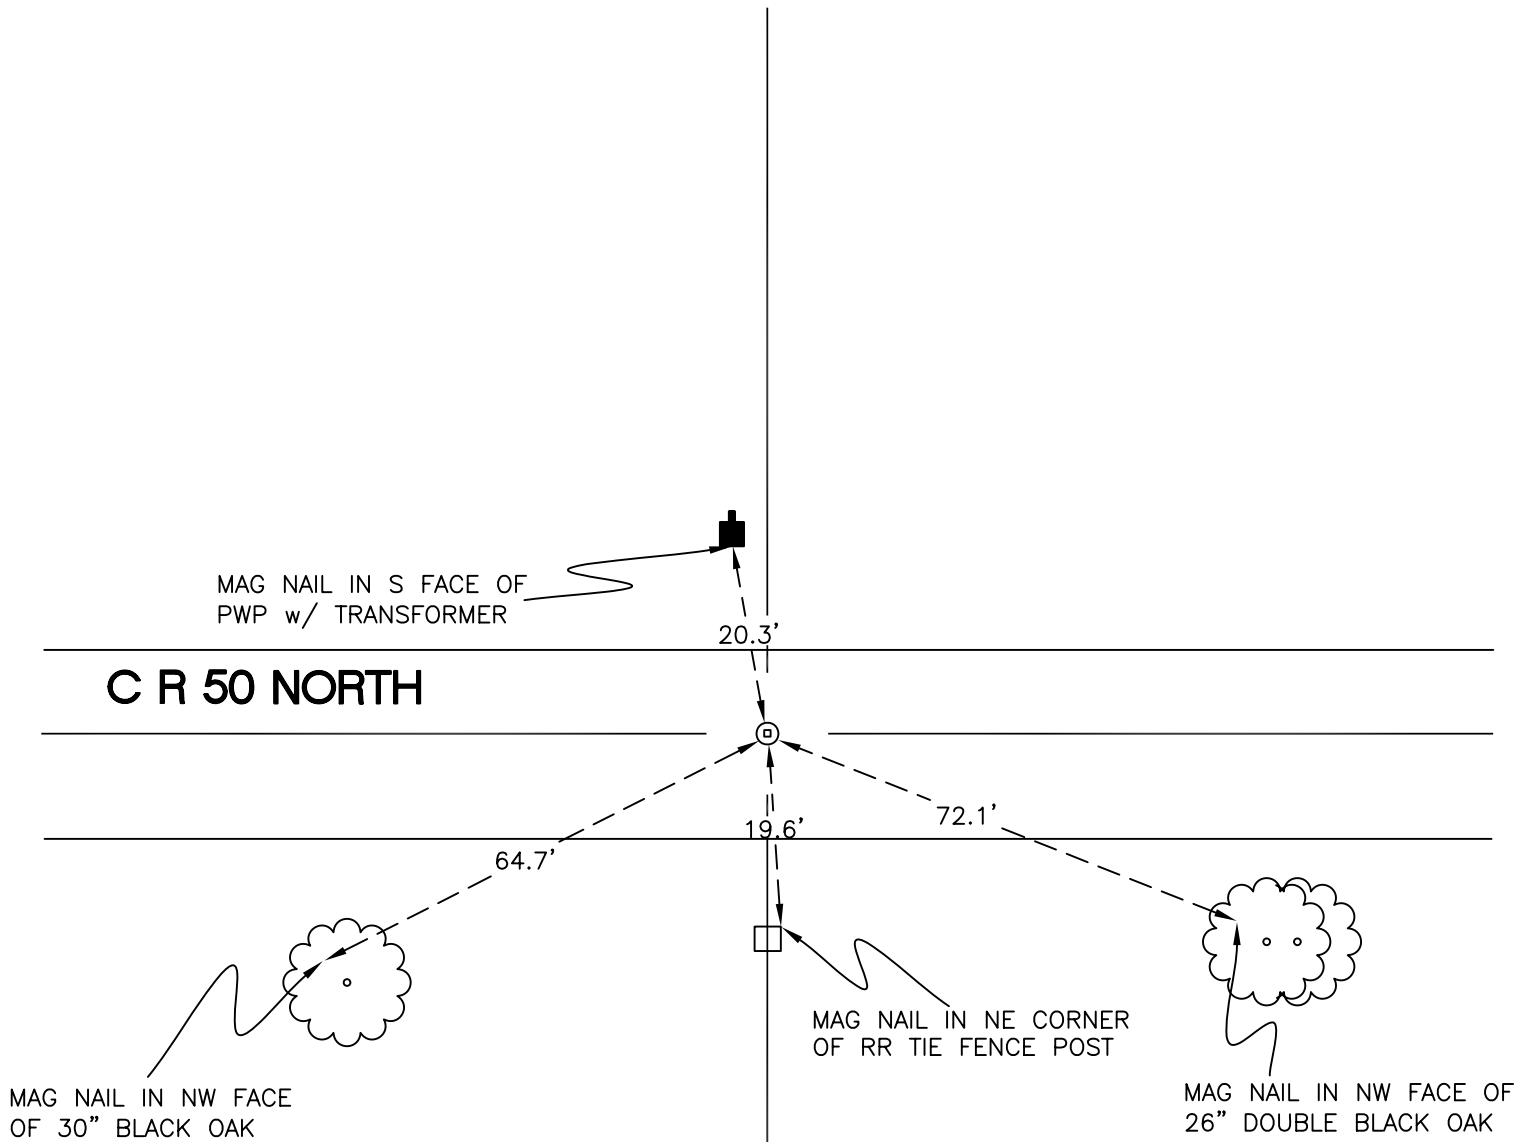 MAG NAIL IN S FACE OF
PWP w/ TRANSFORMER
20.3'
C R 50 NORTH
72.1'
19.6'
64.7'
MAG NAIL IN NE CORNER
OF RR TIE FENCE POST
MAG NAIL IN NW FACE
OF 30" BLACK OAK
MAG NAIL IN NW FACE OF
26" DOUBLE BLACK OAK